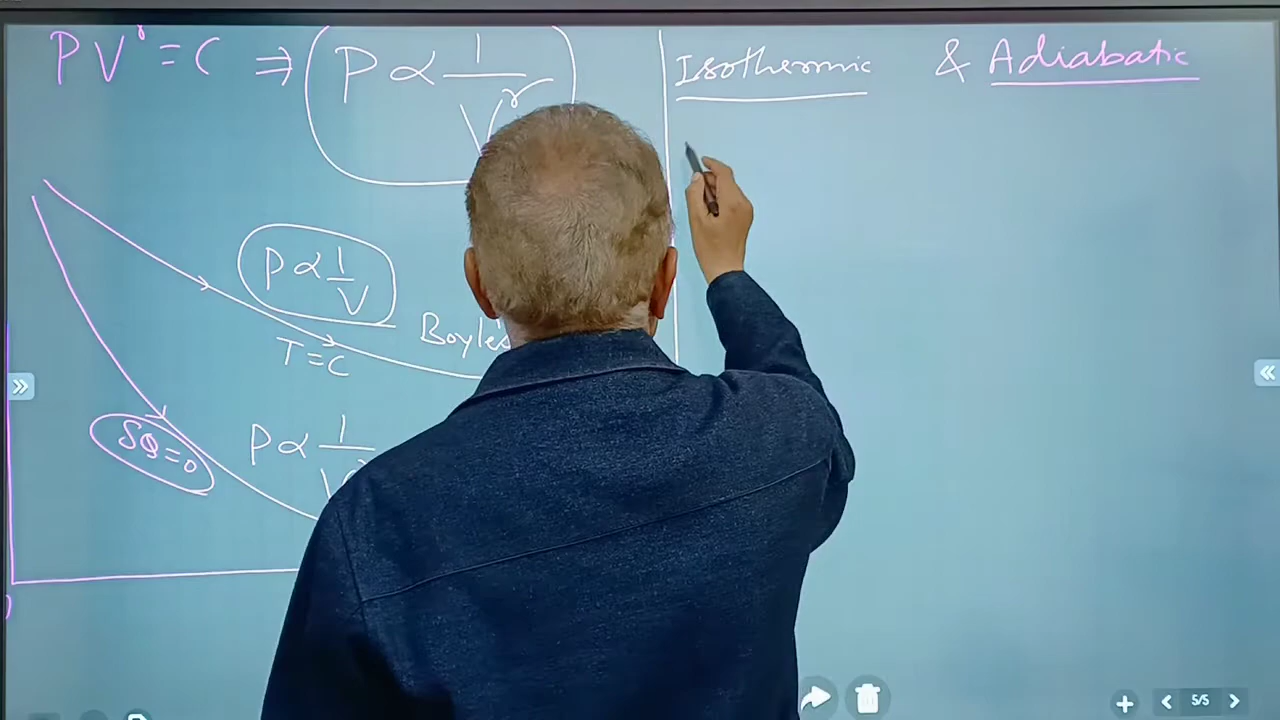 PV^γ = C ⇒ P ∝ 1/V^γ
Isothermic & Adiabatic
P ∝ 1/V
Boyle's
T = C
P ∝ 1/V
δQ = 0
5/5